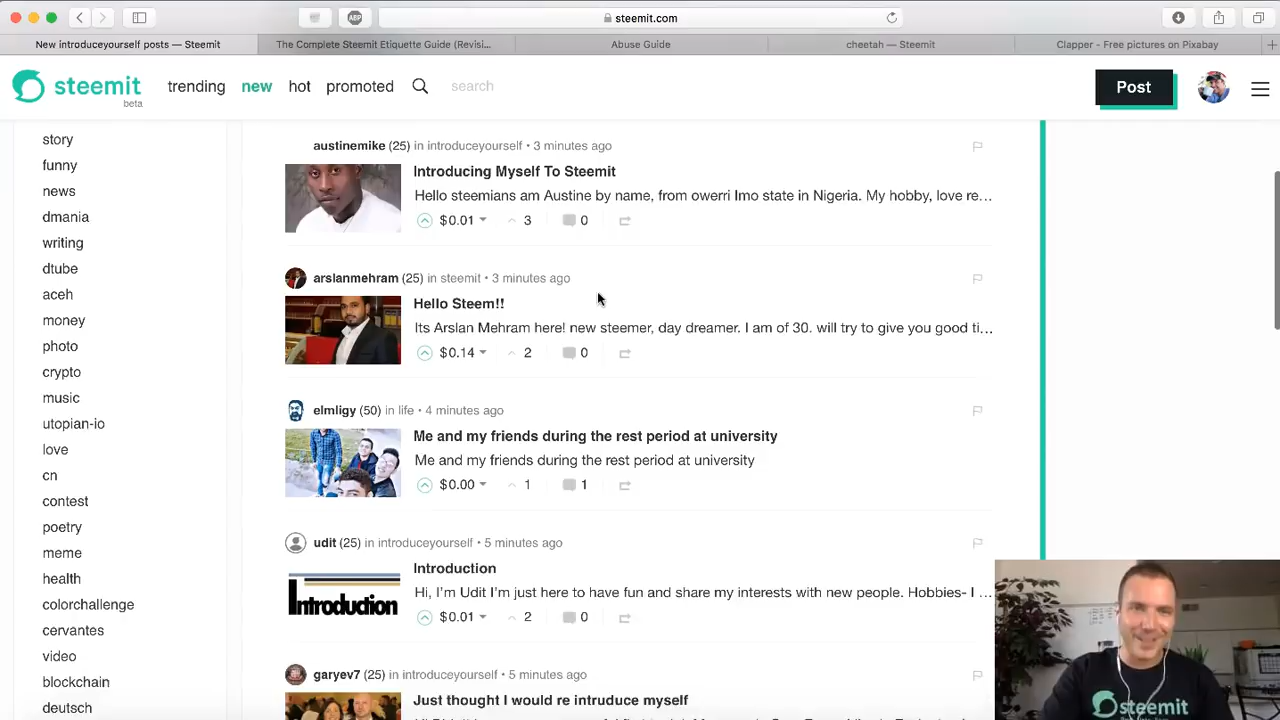 steemit.com
New introduceyourself posts — Steemit
The Complete Steemit Etiquette Guide (Revisi...
Abuse Guide
cheetah — Steemit
Clapper - Free pictures on Pixabay
ABP
steemit
beta
trending
new
hot
promoted
search
Post
story
funny
news
dmania
writing
dtube
aceh
money
photo
crypto
music
utopian-io
love
cn
contest
poetry
meme
health
colorchallenge
cervantes
video
blockchain
deutsch
austinemike (25) in introduceyourself • 3 minutes ago
Introducing Myself To Steemit
Hello steemians am Austine by name, from owerri Imo state in Nigeria. My hobby, love re...
$0.01 3 0
arslanmehram (25) in steemit • 3 minutes ago
Hello Steem!!
Its Arslan Mehram here! new steemer, day dreamer. I am of 30. will try to give you good ti...
$0.14 2 0
elmligy (50) in life • 4 minutes ago
Me and my friends during the rest period at university
Me and my friends during the rest period at university
$0.00 1 1
udit (25) in introduceyourself • 5 minutes ago
Introduction
Introduction
Hi, I'm Udit I'm just here to have fun and share my interests with new people. Hobbies- I ...
$0.01 2 0
garyev7 (25) in introduceyourself • 5 minutes ago
Just thought I would re intruduce myself
steemit